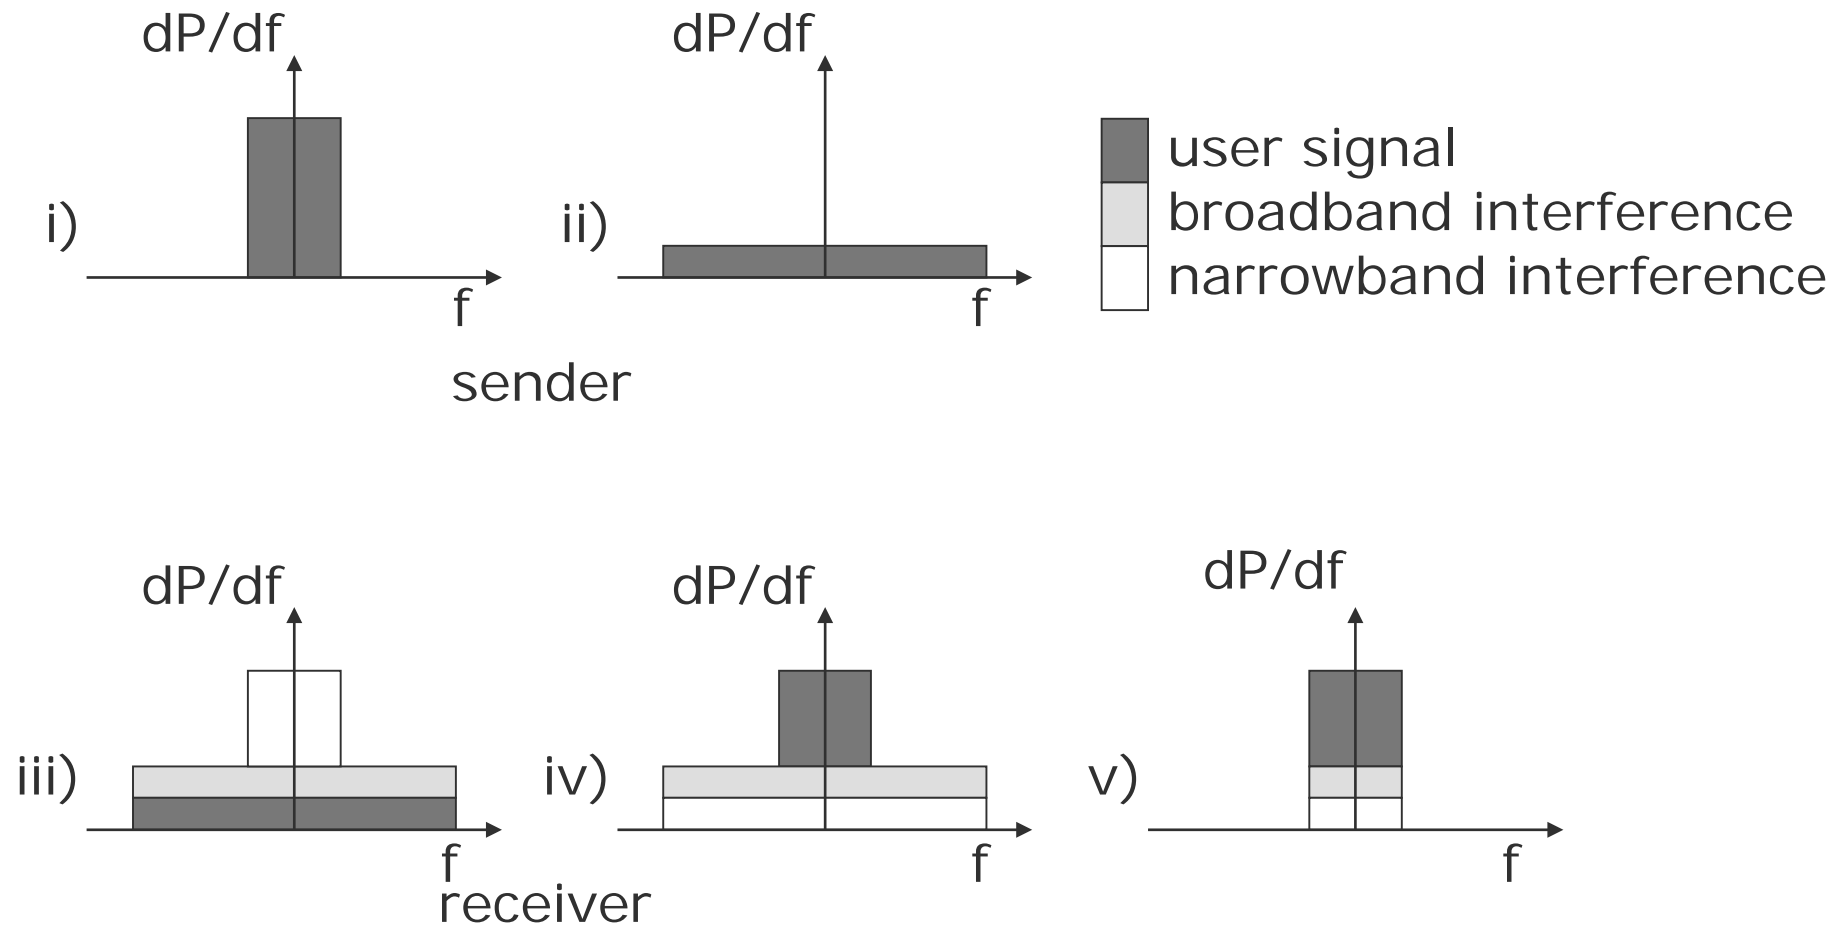 dP/df
dP/df
user signal
broadband interference
narrowband interference
i)
ii)
f
f
sender
dP/df
dP/df
dP/df
iii)
iv)
v)
f
f
f
receiver